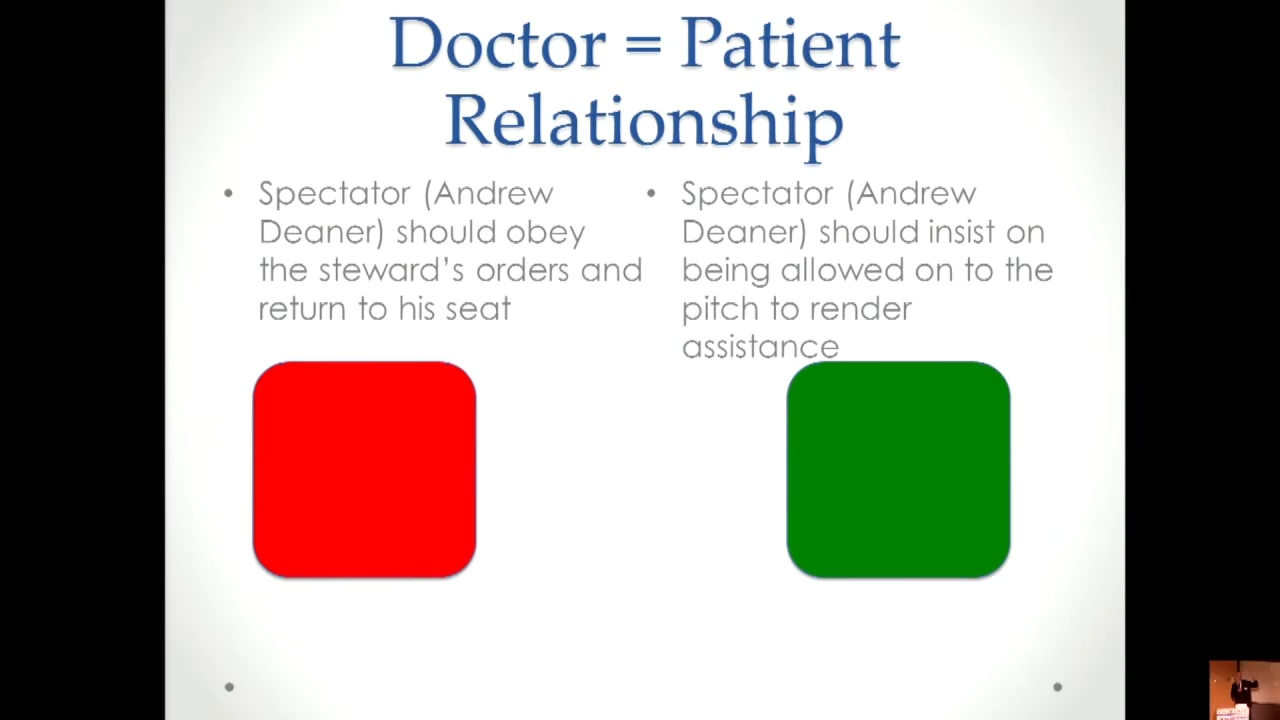 Doctor = Patient
Relationship
• Spectator (Andrew
Deaner) should obey
the steward's orders and
return to his seat
• Spectator (Andrew
Deaner) should insist on
being allowed on to the
pitch to render
assistance